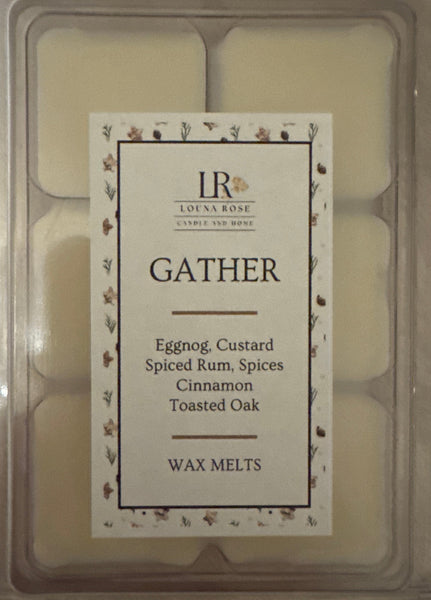 LR
LOUNA ROSE
CANDLE AND HOME
GATHER
Eggnog, Custard
Spiced Rum, Spices
Cinnamon
Toasted Oak
WAX MELTS